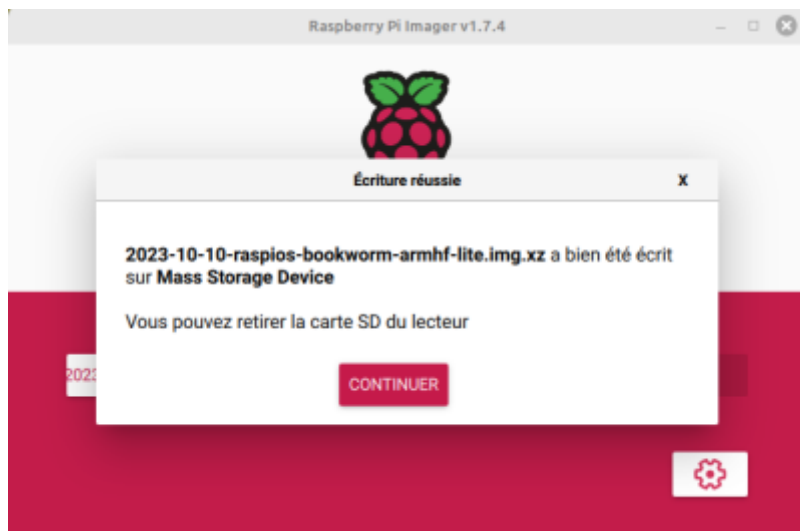 Raspberry Pi Imager v1.7.4
Écriture réussie
X
2023-10-10-raspios-bookworm-armhf-lite.img.xz a bien été écrit
sur Mass Storage Device
Vous pouvez retirer la carte SD du lecteur
2023
CONTINUER